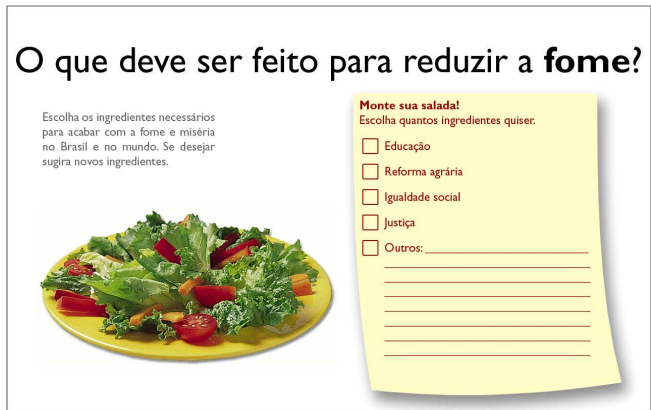 O que deve ser feito para reduzir a fome?
Escolha os ingredientes necessários
para acabar com a fome e miséria
no Brasil e no mundo. Se desejar
sugira novos ingredientes.
Monte sua salada!
Escolha quantos ingredientes quiser.
Educação
Reforma agrária
Igualdade social
Justiça
Outros: